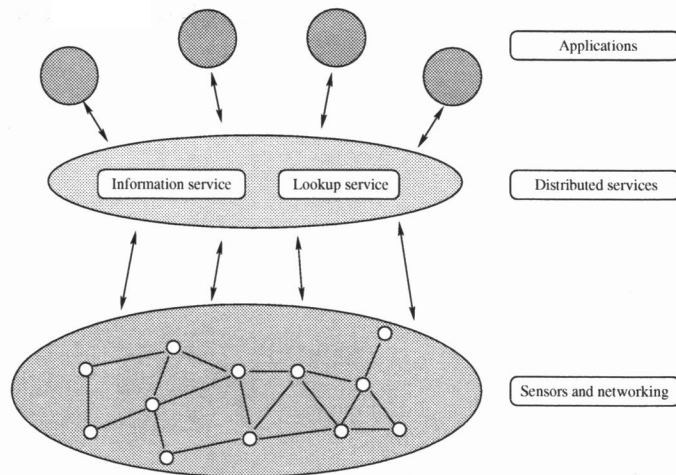 Applications
Information service
Lookup service
Distributed services
Sensors and networking